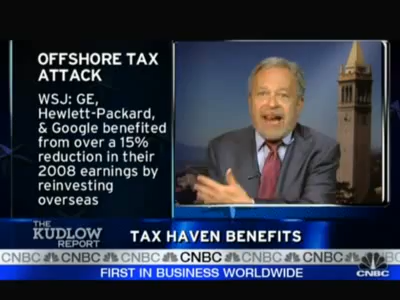 OFFSHORE TAX
ATTACK
WSJ: GE,
Hewlett-Packard,
& Google benefited
from over a 15%
reduction in their
2008 earnings by
reinvesting
overseas
THE
KUDLOW
REPORT
TAX HAVEN BENEFITS
CNBC CNBC CNBC CNBC CNBC CNBC CNBC
FIRST IN BUSINESS WORLDWIDE
CNBC